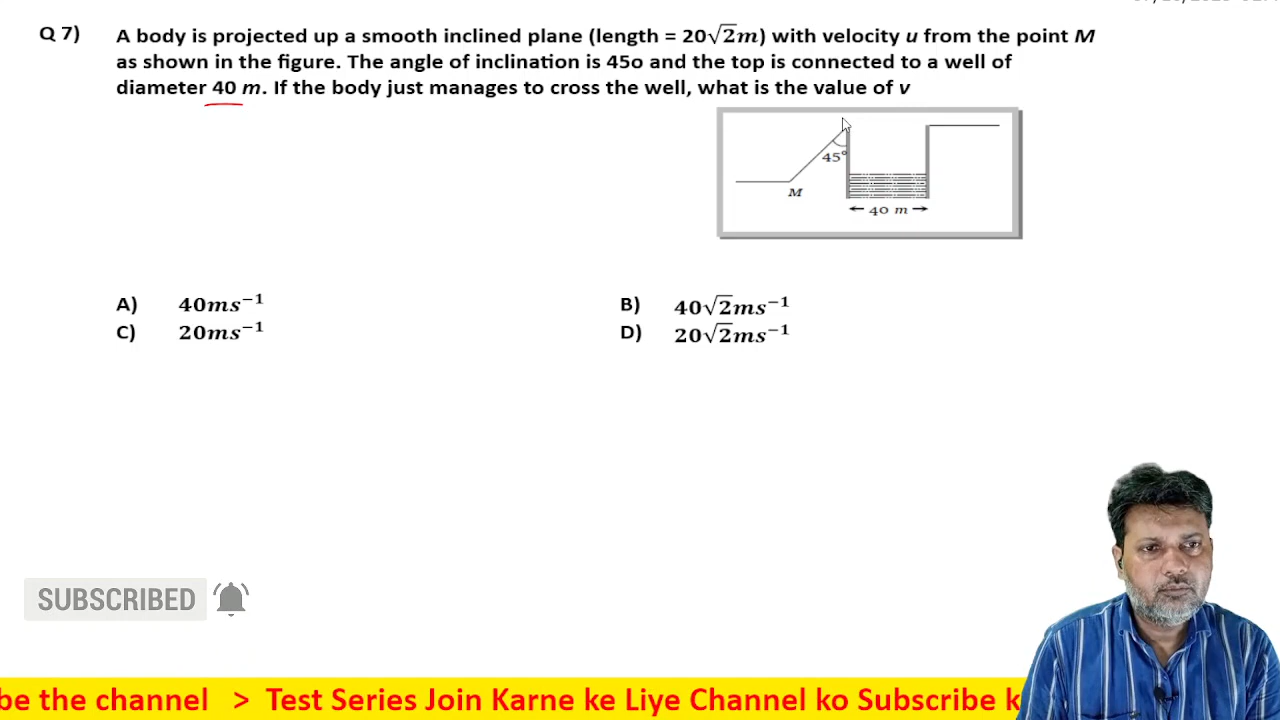 Q 7) A body is projected up a smooth inclined plane (length = 20√2m) with velocity u from the point M
as shown in the figure. The angle of inclination is 45o and the top is connected to a well of
diameter 40 m. If the body just manages to cross the well, what is the value of v
45°
M
40 m
A) 40ms⁻¹ B) 40√2ms⁻¹
C) 20ms⁻¹ D) 20√2ms⁻¹
SUBSCRIBED
be the channel > Test Series Join Karne ke Liye Channel ko Subscribe k